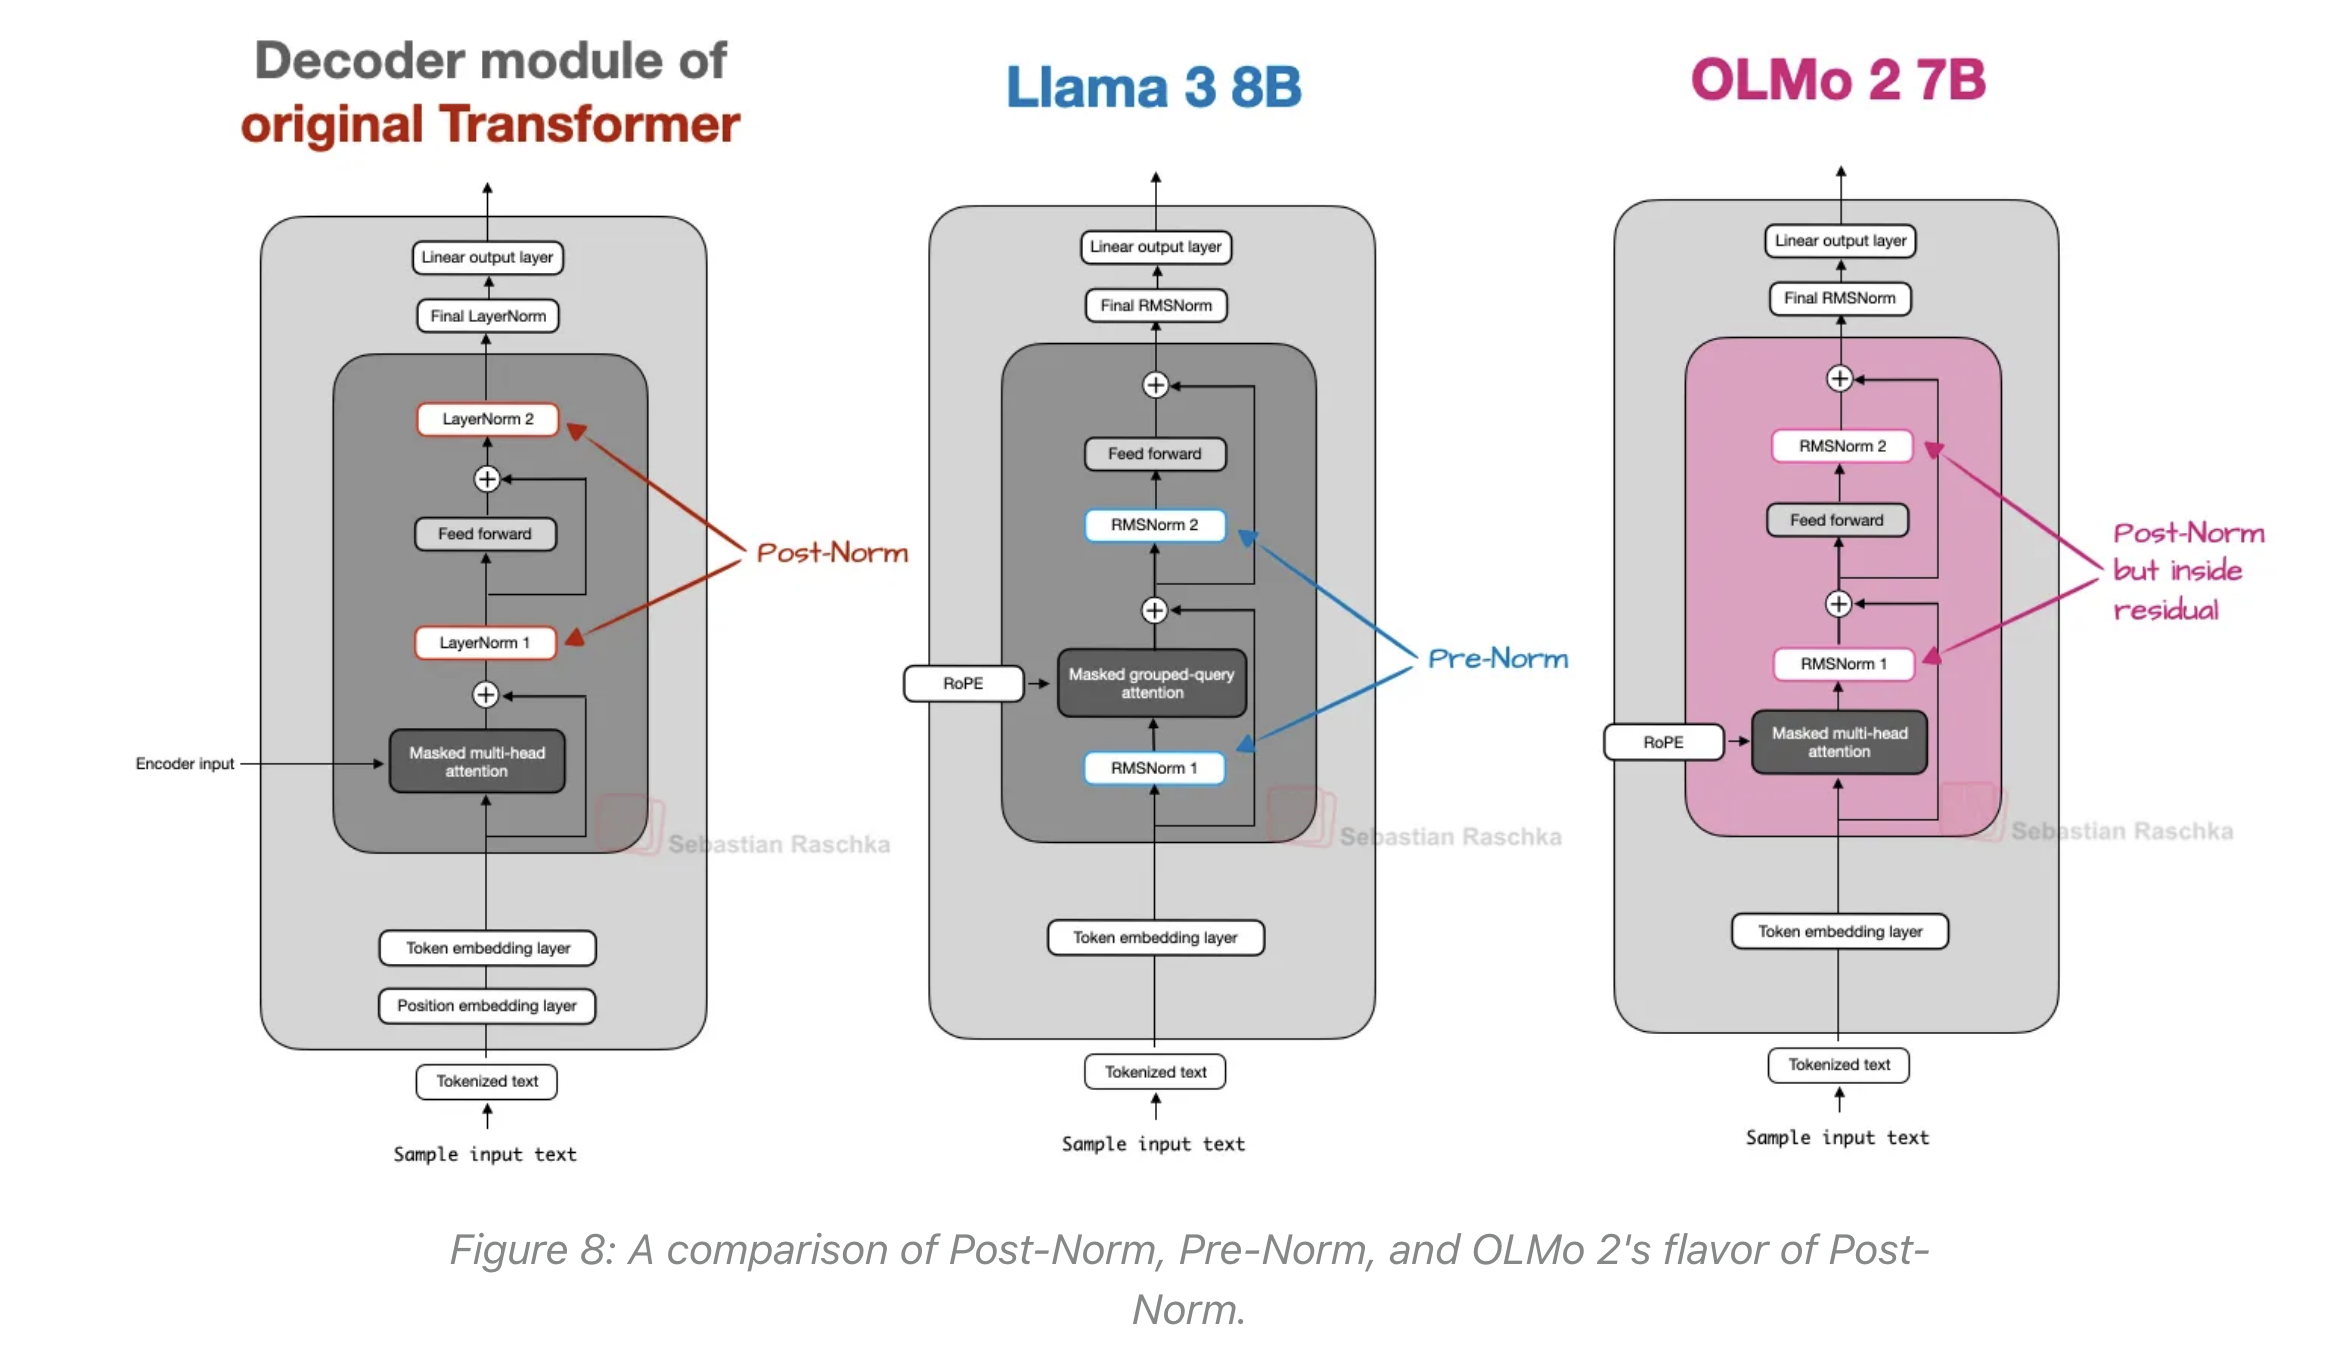 Decoder module of
original Transformer
Linear output layer
Final LayerNorm
LayerNorm 2
+
Feed forward
Post-Norm
LayerNorm 1
+
Masked multi-head
attention
Encoder input
Sebastian Raschka
Token embedding layer
Position embedding layer
Tokenized text
Sample input text
Llama 3 8B
Linear output layer
Final RMSNorm
+
Feed forward
RMSNorm 2
+
Pre-Norm
Masked grouped-query
attention
RoPE
RMSNorm 1
Sebastian Raschka
Token embedding layer
Tokenized text
Sample input text
OLMo 2 7B
Linear output layer
Final RMSNorm
+
RMSNorm 2
Feed forward
Post-Norm
but inside
residual
+
RMSNorm 1
Masked multi-head
attention
RoPE
Sebastian Raschka
Token embedding layer
Tokenized text
Sample input text
Figure 8: A comparison of Post-Norm, Pre-Norm, and OLMo 2's flavor of Post-
Norm.